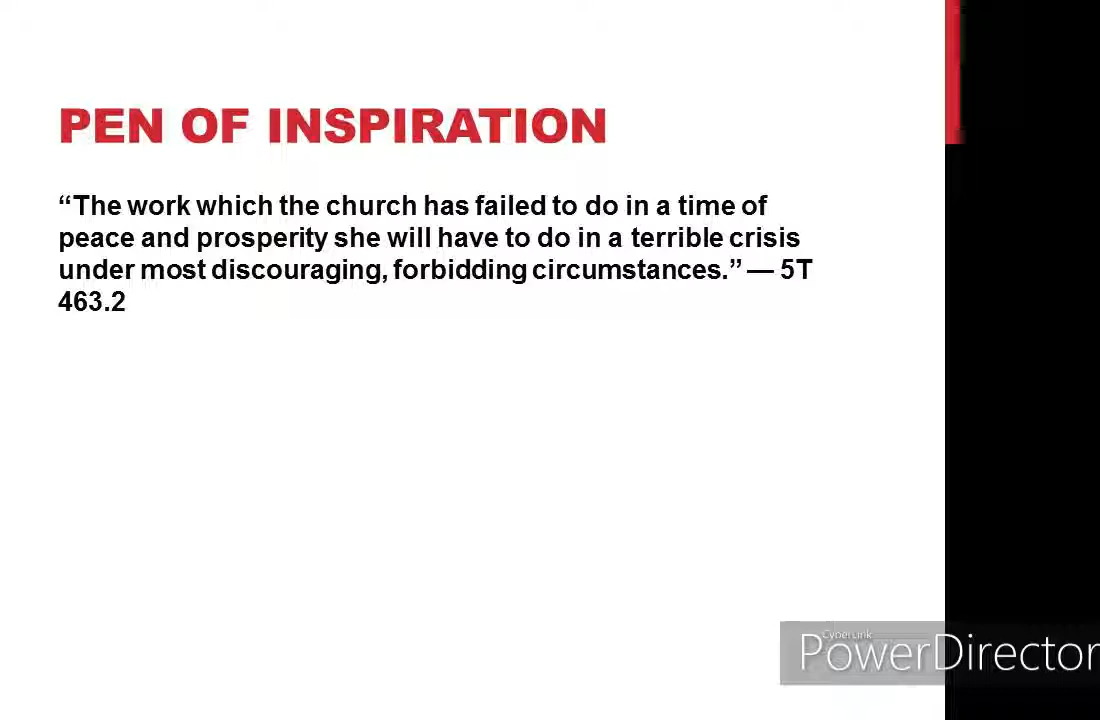 PEN OF INSPIRATION
“The work which the church has failed to do in a time of
peace and prosperity she will have to do in a terrible crisis
under most discouraging, forbidding circumstances.” — 5T
463.2
CyberLink
PowerDirector